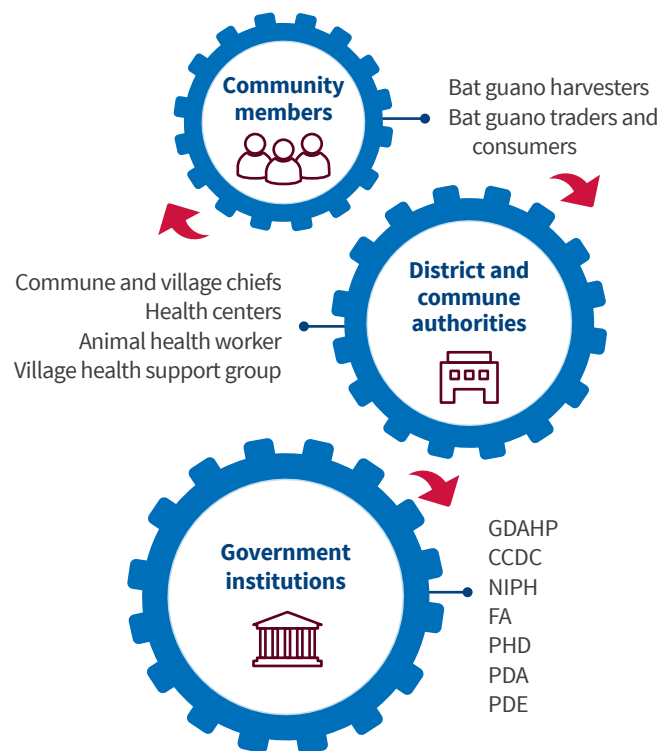 Community
members
Bat guano harvesters
Bat guano traders and
consumers
District and
commune
authorities
Commune and village chiefs
Health centers
Animal health worker
Village health support group
Government
institutions
GDAHP
CCDC
NIPH
FA
PHD
PDA
PDE